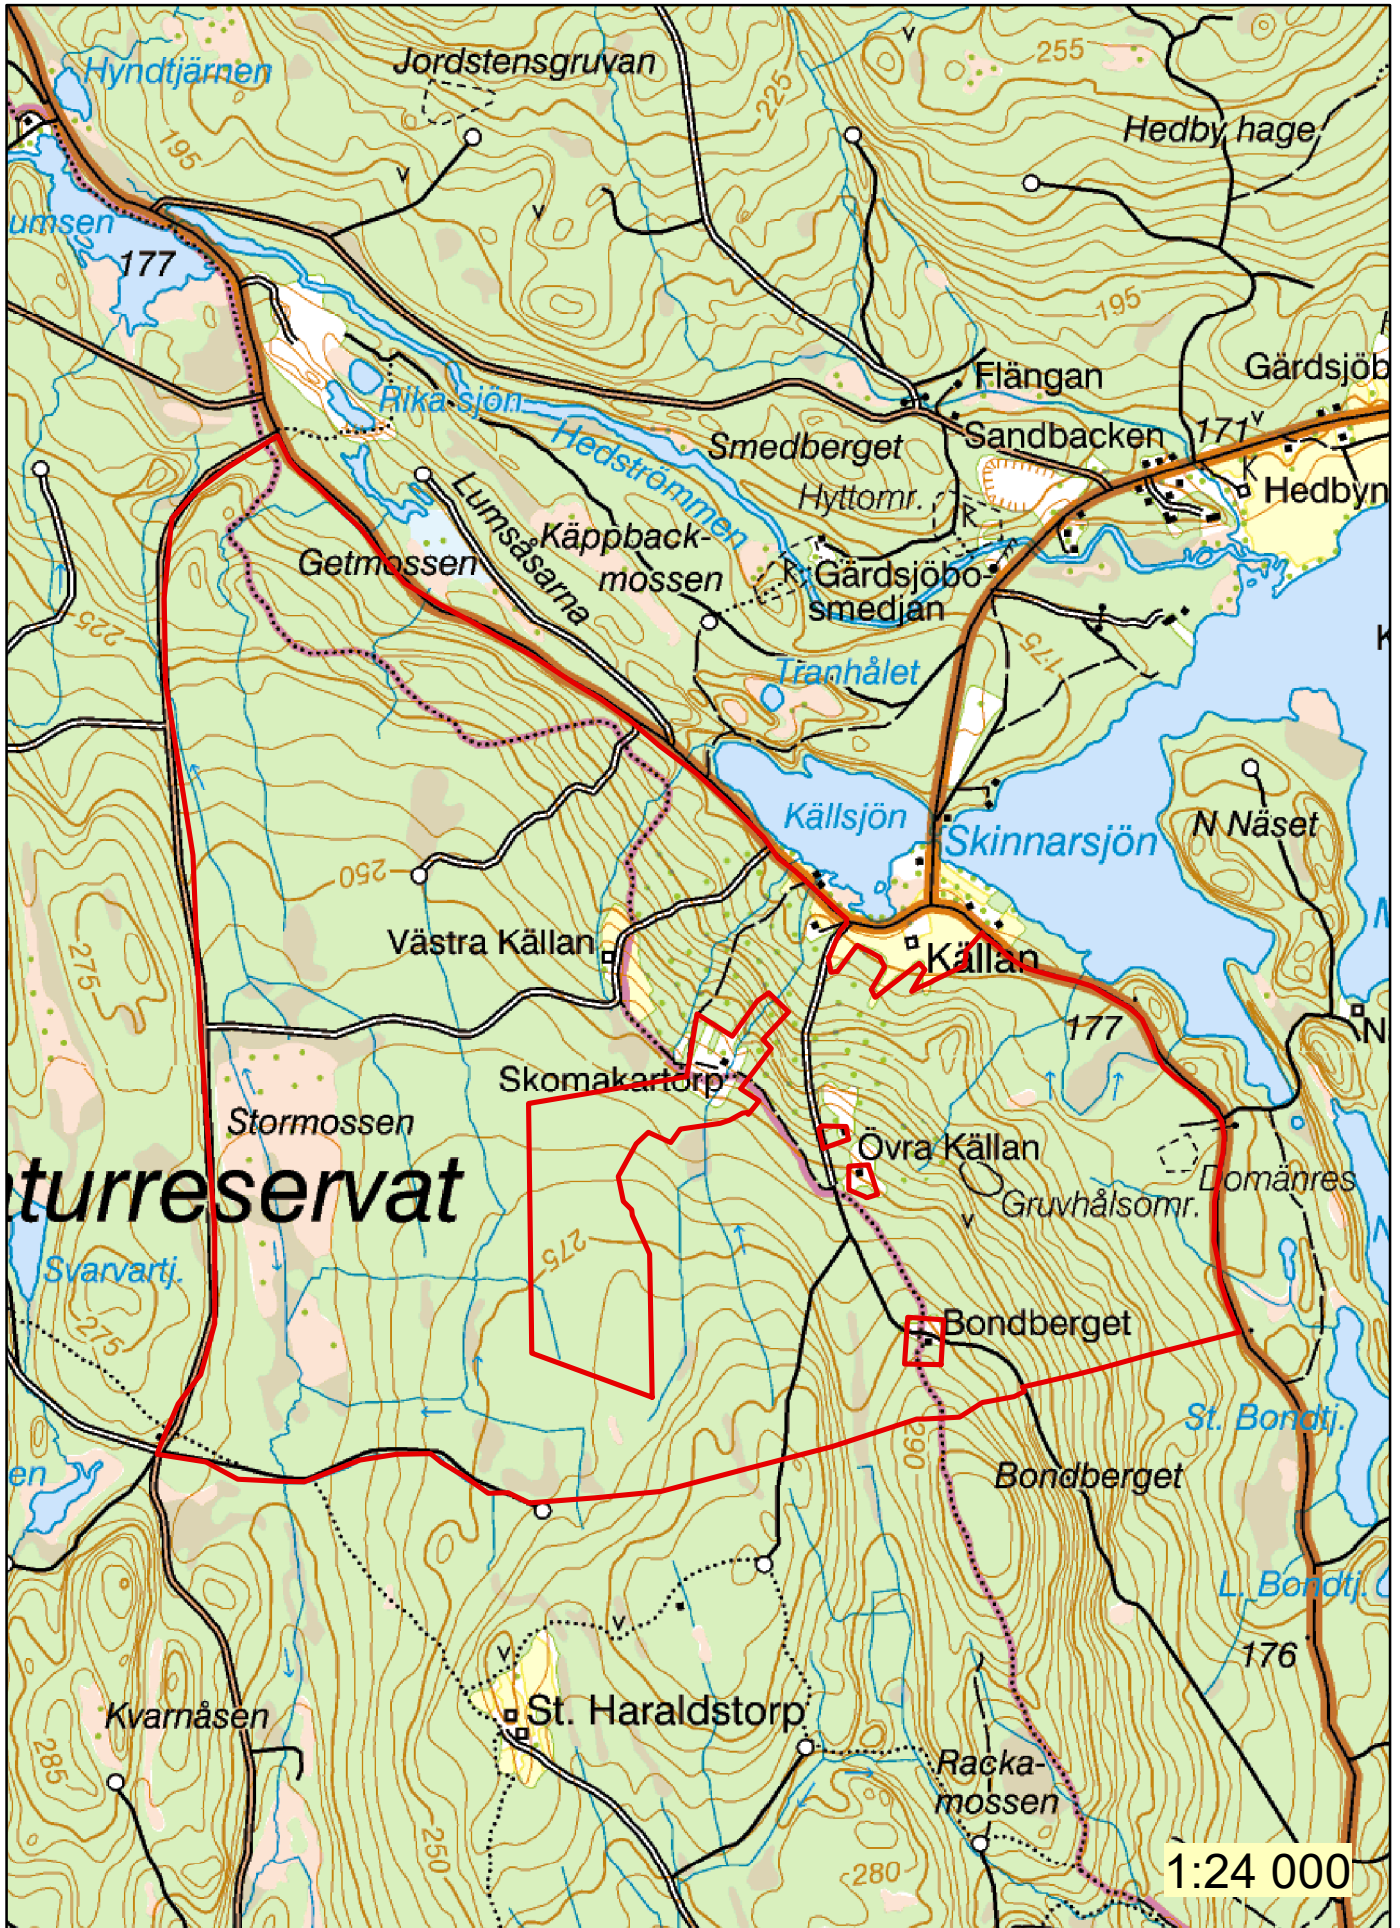 Jordstensgruvan
Hyndtjärnen
255
225
195
Hedby hage
umsen
177
195
Flängan
Gärdsjöb
Rika sjön
Hedströmmen
Smedberget
Sandbacken
171
K
Hyttomr.
R
Hedbyn
Lumsåsarna
Käppback-
mossen
Getmossen
K
Gärdsjöbo-
smedjan
225
175
Tranhålet
Källsjön
Skinnarsjön
N Näset
250
Västra Källan
Källan
275
177
Skomakartorp
Stormossen
Övra Källan
Domänres
Gruvhålsomr.
turreservat
Svarvartj.
275
275
Bondberget
St. Bondtj.
290
Bondberget
en
L. Bondtj.
176
St. Haraldstorp
Kvarnåsen
285
Racka-
mossen
250
280
1:24 000